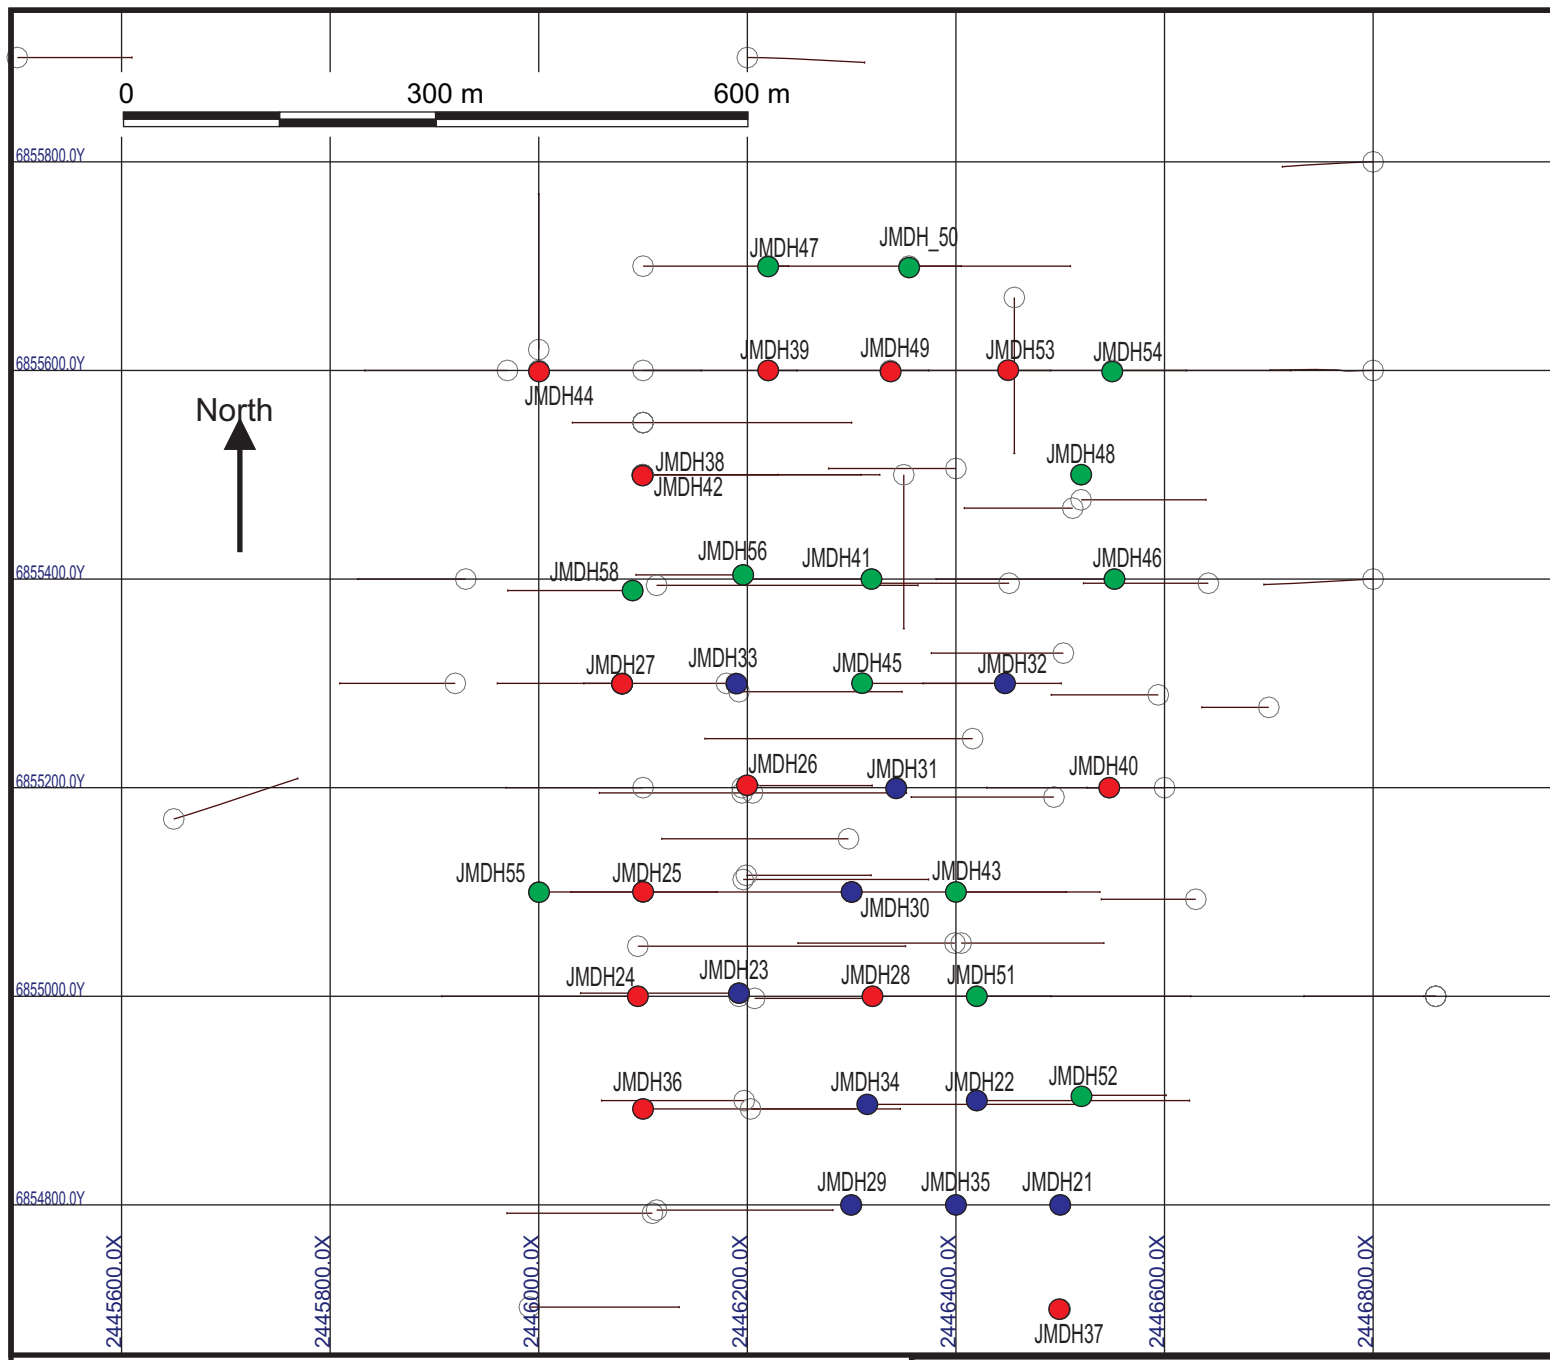 0 300 m 600 m
6855800.0Y
JMDH47 JMDH_50
6855600.0Y
JMDH39 JMDH49 JMDH53 JMDH54
JMDH44
North
JMDH38
JMDH42
JMDH48
6855400.0Y
JMDH58 JMDH56 JMDH41 JMDH46
JMDH27 JMDH33 JMDH45 JMDH32
6855200.0Y
JMDH26 JMDH31 JMDH40
JMDH55 JMDH25 JMDH43
JMDH30
6855000.0Y
JMDH24 JMDH23 JMDH28 JMDH51
JMDH36 JMDH34 JMDH22 JMDH52
6854800.0Y
JMDH29 JMDH35 JMDH21
2445600.0X 2445800.0X 2446000.0X 2446200.0X 2446400.0X 2446600.0X 2446800.0X
JMDH37